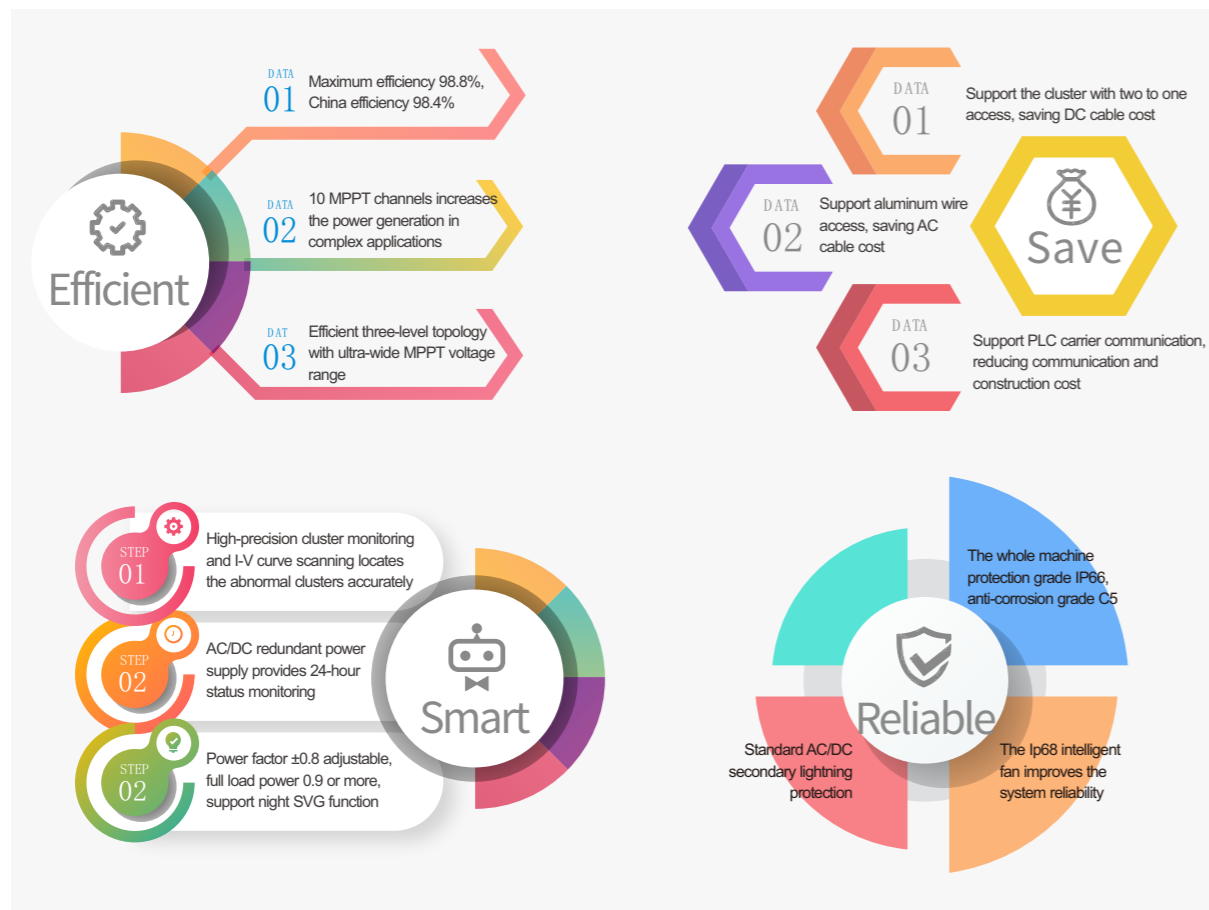 DATA
01
Maximum efficiency 98.8%,
China efficiency 98.4%
DATA
02
10 MPPT channels increases
the power generation in
complex applications
DAT
03
Efficient three-level topology
with ultra-wide MPPT voltage
range
Efficient
DATA
01
Support the cluster with two to one
access, saving DC cable cost
DATA
02
Support aluminum wire
access, saving AC
cable cost
Save
DATA
03
Support PLC carrier communication,
reducing communication and
construction cost
STEP
01
High-precision cluster monitoring
and I-V curve scanning locates
the abnormal clusters accurately
STEP
02
AC/DC redundant power
supply provides 24-hour
status monitoring
STEP
02
Power factor ±0.8 adjustable,
full load power 0.9 or more,
support night SVG function
Smart
The whole machine
protection grade IP66,
anti-corrosion grade C5
Reliable
Standard AC/DC
secondary lightning
protection
The Ip68 intelligent
fan improves the
system reliability